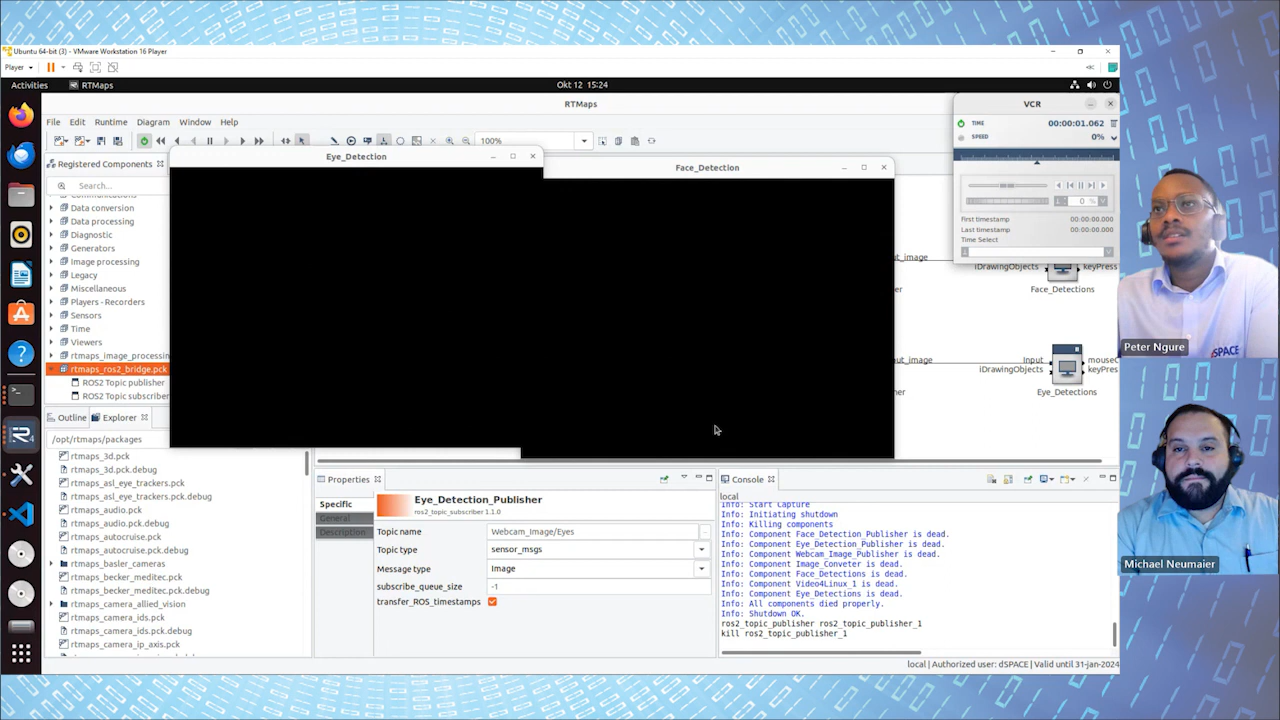 Ubuntu 64-bit (3) - VMware Workstation 16 Player
Player
Activities
RTMaps
Okt 12 15:24
RTMaps
File Edit Runtime Diagram Window Help
100%
Registered Components
Search...
Data conversion
Data processing
Diagnostic
Generators
Image processing
Legacy
Miscellaneous
Players - Recorders
Sensors
Time
Viewers
rtmaps_image_processin
rtmaps_ros2_bridge.pck
ROS2 Topic publisher
ROS2 Topic subscriber
Outline
Explorer
/opt/rtmaps/packages
rtmaps_3d.pck
rtmaps_3d.pck.debug
rtmaps_asl_eye_trackers.pck
rtmaps_asl_eye_trackers.pck.debug
rtmaps_audio.pck
rtmaps_audio.pck.debug
rtmaps_autocruise.pck
rtmaps_autocruise.pck.debug
rtmaps_basler_cameras
rtmaps_becker_meditec.pck
rtmaps_becker_meditec.pck.debug
rtmaps_camera_allied_vision
rtmaps_camera_ids.pck
rtmaps_camera_ids.pck.debug
rtmaps_camera_ip_axis.pck
Eye_Detection
Face_Detection
VCR
TIME 00:00:01.062
SPEED 0%
0 %
First timestamp 00:00:00.000
Last timestamp 00:00:00.000
Time Select
ut_image
iDrawingObjects
keyPress
her
Face_Detections
ut_image
Input
mouseC
iDrawingObjects
keyPress
her
Eye_Detections
Properties
Specific
General
Description
Eye_Detection_Publisher
ros2_topic_subscriber 1.1.0
Topic name Webcam_Image/Eyes
Topic type sensor_msgs
Message type Image
subscribe_queue_size -1
transfer_ROS_timestamps
Console
local
Info: Start Capture
Info: Initiating shutdown
Info: Killing components
Info: Component Face_Detection_Publisher is dead.
Info: Component Eye_Detection_Publisher is dead.
Info: Component Webcam_Image_Publisher is dead.
Info: Component Image_Conveter is dead.
Info: Component Face_Detections is dead.
Info: Component Video4Linux_1 is dead.
Info: Component Eye_Detections is dead.
Info: All components died properly.
Info: Shutdown OK.
ros2_topic_publisher ros2_topic_publisher_1
kill ros2_topic_publisher_1
local | Authorized user: dSPACE | Valid until 31-jan-2024
Peter Ngure
dSPACE
Michael Neumaier